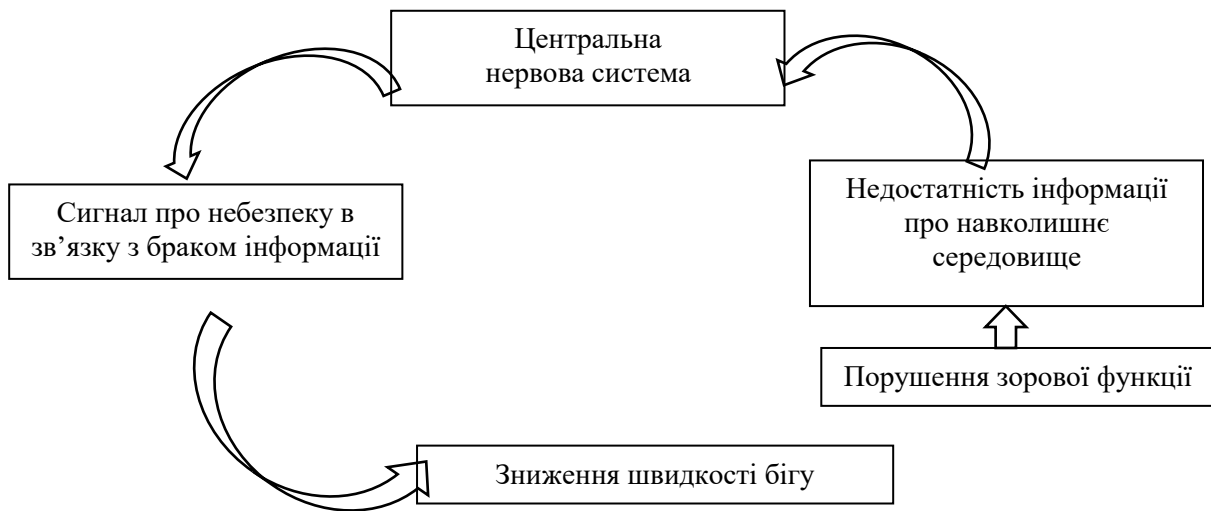 Центральна
нервова система
Сигнал про небезпеку в
зв’язку з браком інформації
Недостатність інформації
про навколишнє
середовище
Порушення зорової функції
Зниження швидкості бігу